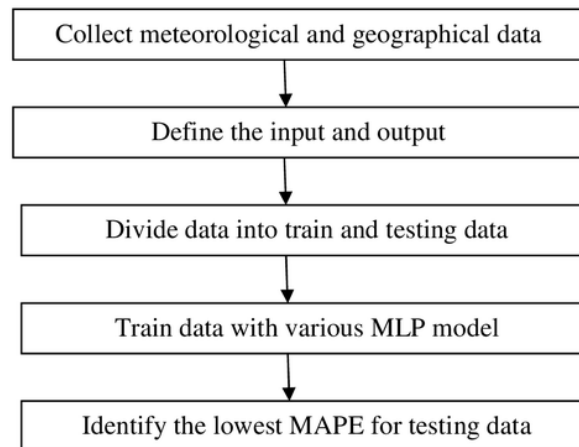 Collect meteorological and geographical data
Define the input and output
Divide data into train and testing data
Train data with various MLP model
Identify the lowest MAPE for testing data